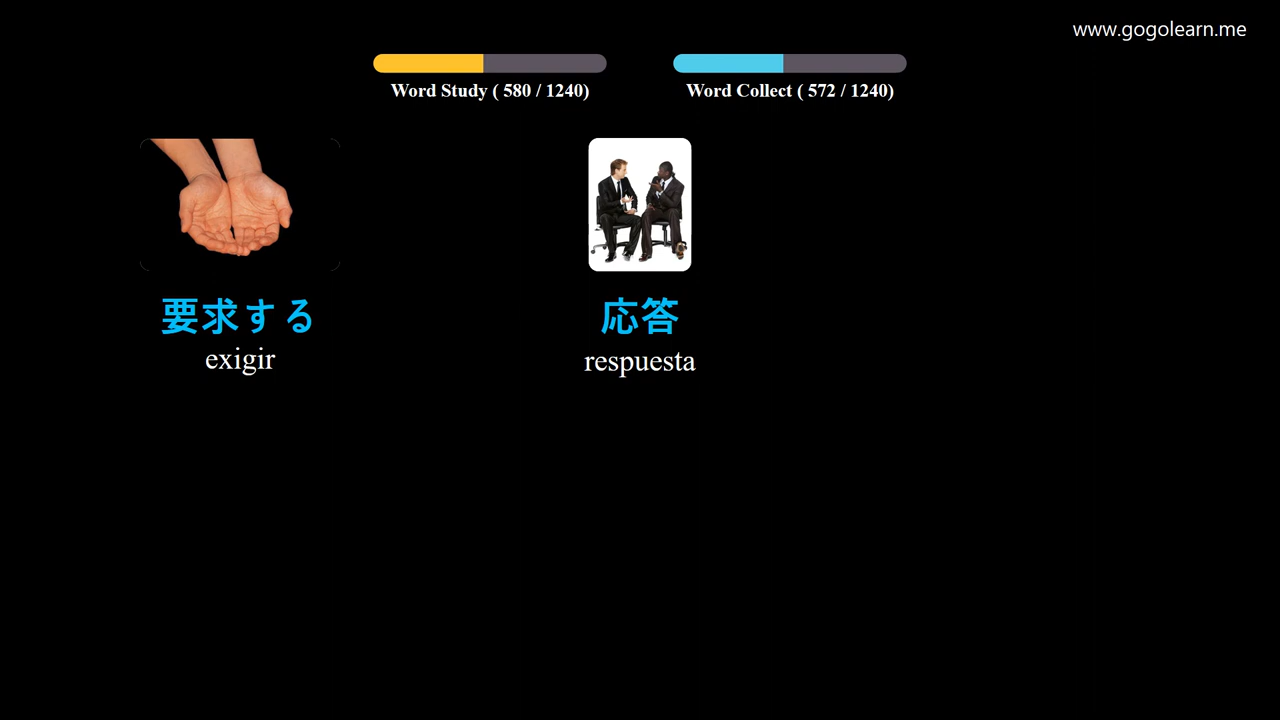 www.gogolearn.me
Word Study ( 580 / 1240)
Word Collect ( 572 / 1240)
要求する
exigir
応答
respuesta